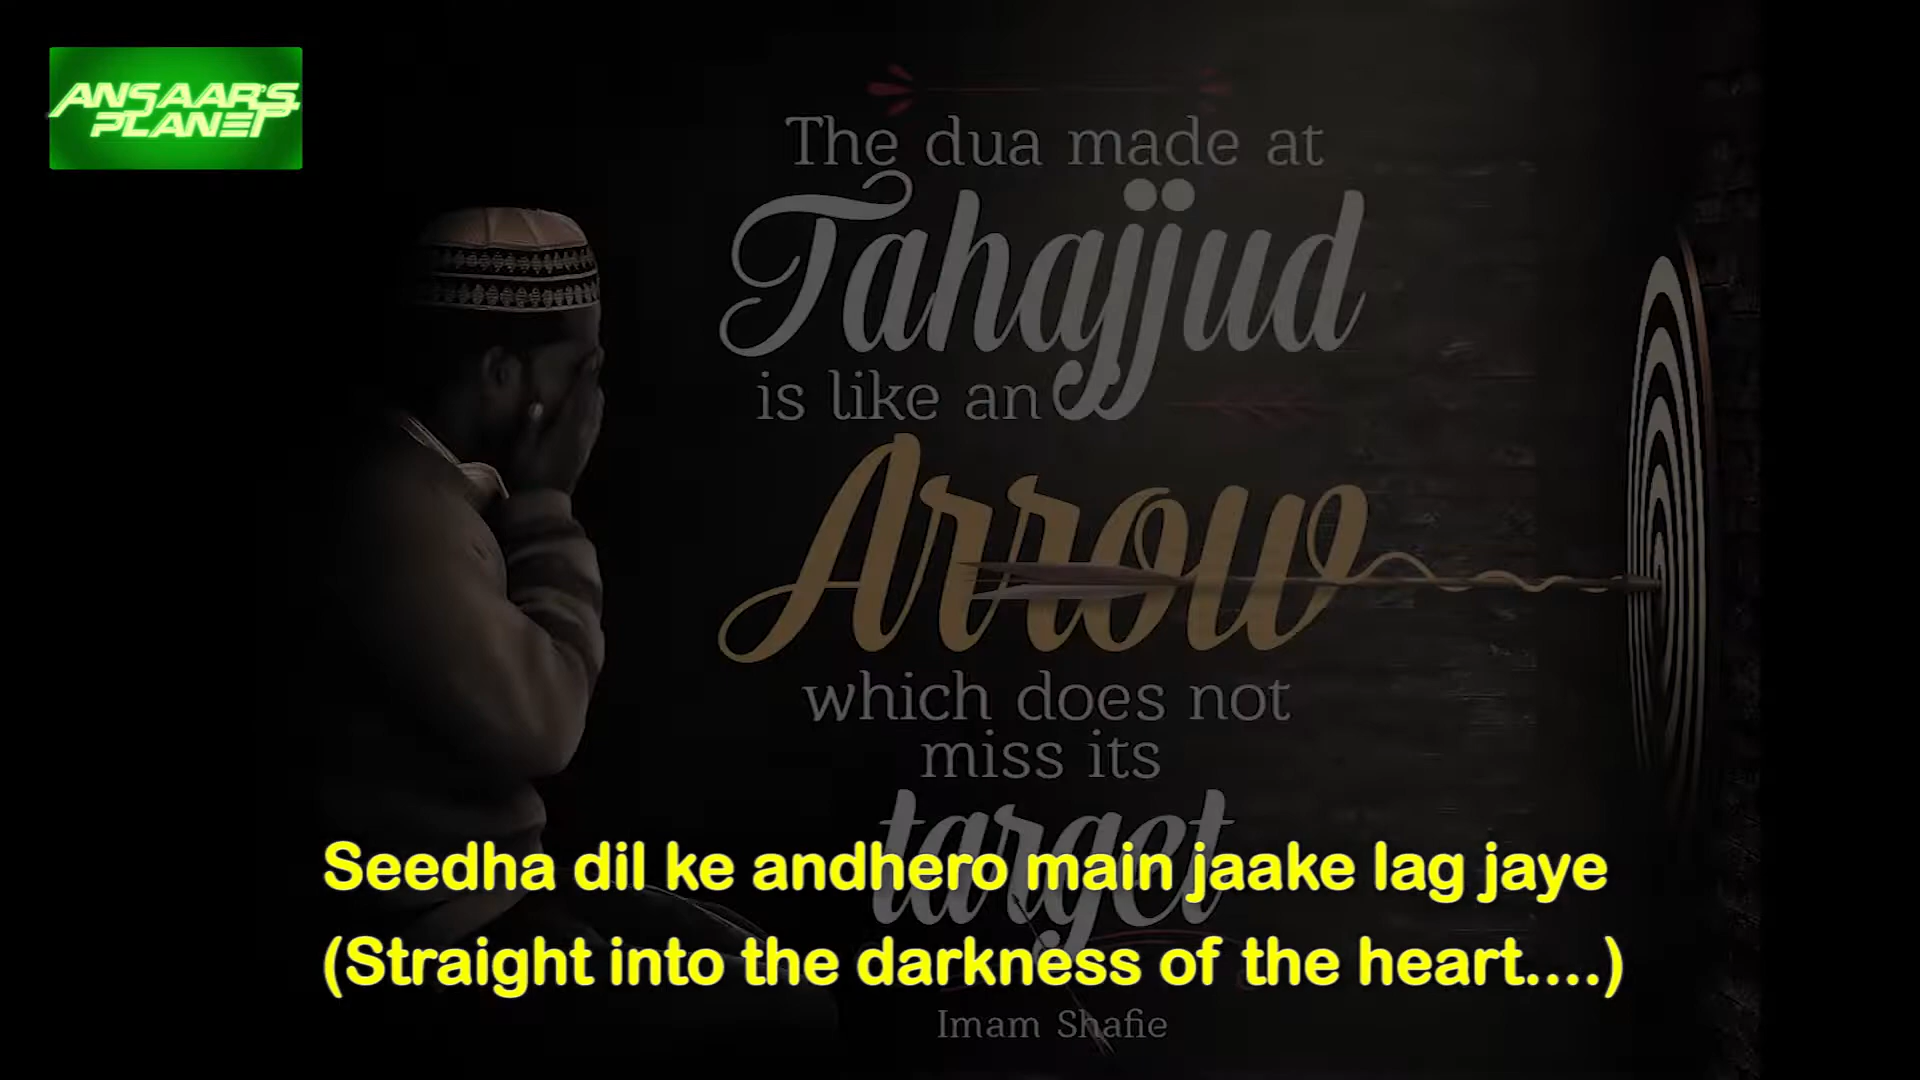 ANSAAR'S
PLANET
The dua made at
Tahajjud
is like an
Arrow
which does not
miss its
target
Seedha dil ke andhero main jaake lag jaye
(Straight into the darkness of the heart....)
Imam Shafie